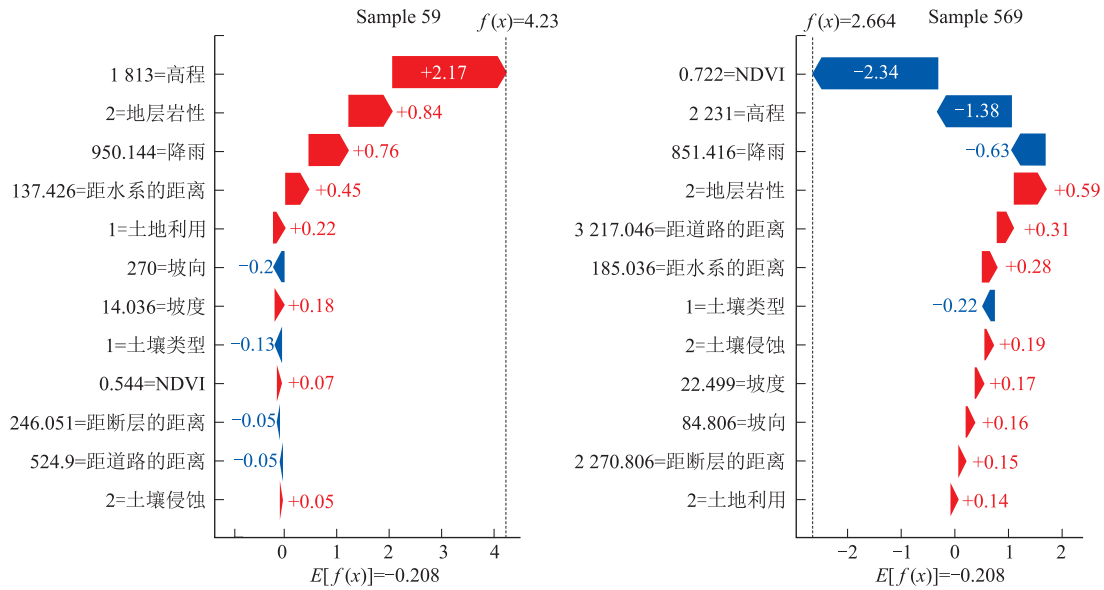 Sample 59
f(x)=4.23
1 813=高程
+2.17
2=地层岩性
+0.84
950.144=降雨
+0.76
137.426=距水系的距离
+0.45
1=土地利用
+0.22
270=坡向
−0.2
14.036=坡度
+0.18
1=土壤类型
−0.13
0.544=NDVI
+0.07
246.051=距断层的距离
−0.05
524.9=距道路的距离
−0.05
2=土壤侵蚀
+0.05
0 1 2 3 4
E[f(x)]=−0.208
f(x)=2.664
Sample 569
0.722=NDVI
−2.34
2 231=高程
−1.38
851.416=降雨
−0.63
2=地层岩性
+0.59
3 217.046=距道路的距离
+0.31
185.036=距水系的距离
+0.28
1=土壤类型
−0.22
2=土壤侵蚀
+0.19
22.499=坡度
+0.17
84.806=坡向
+0.16
2 270.806=距断层的距离
+0.15
2=土地利用
+0.14
−2 −1 0 1 2
E[f(x)]=−0.208